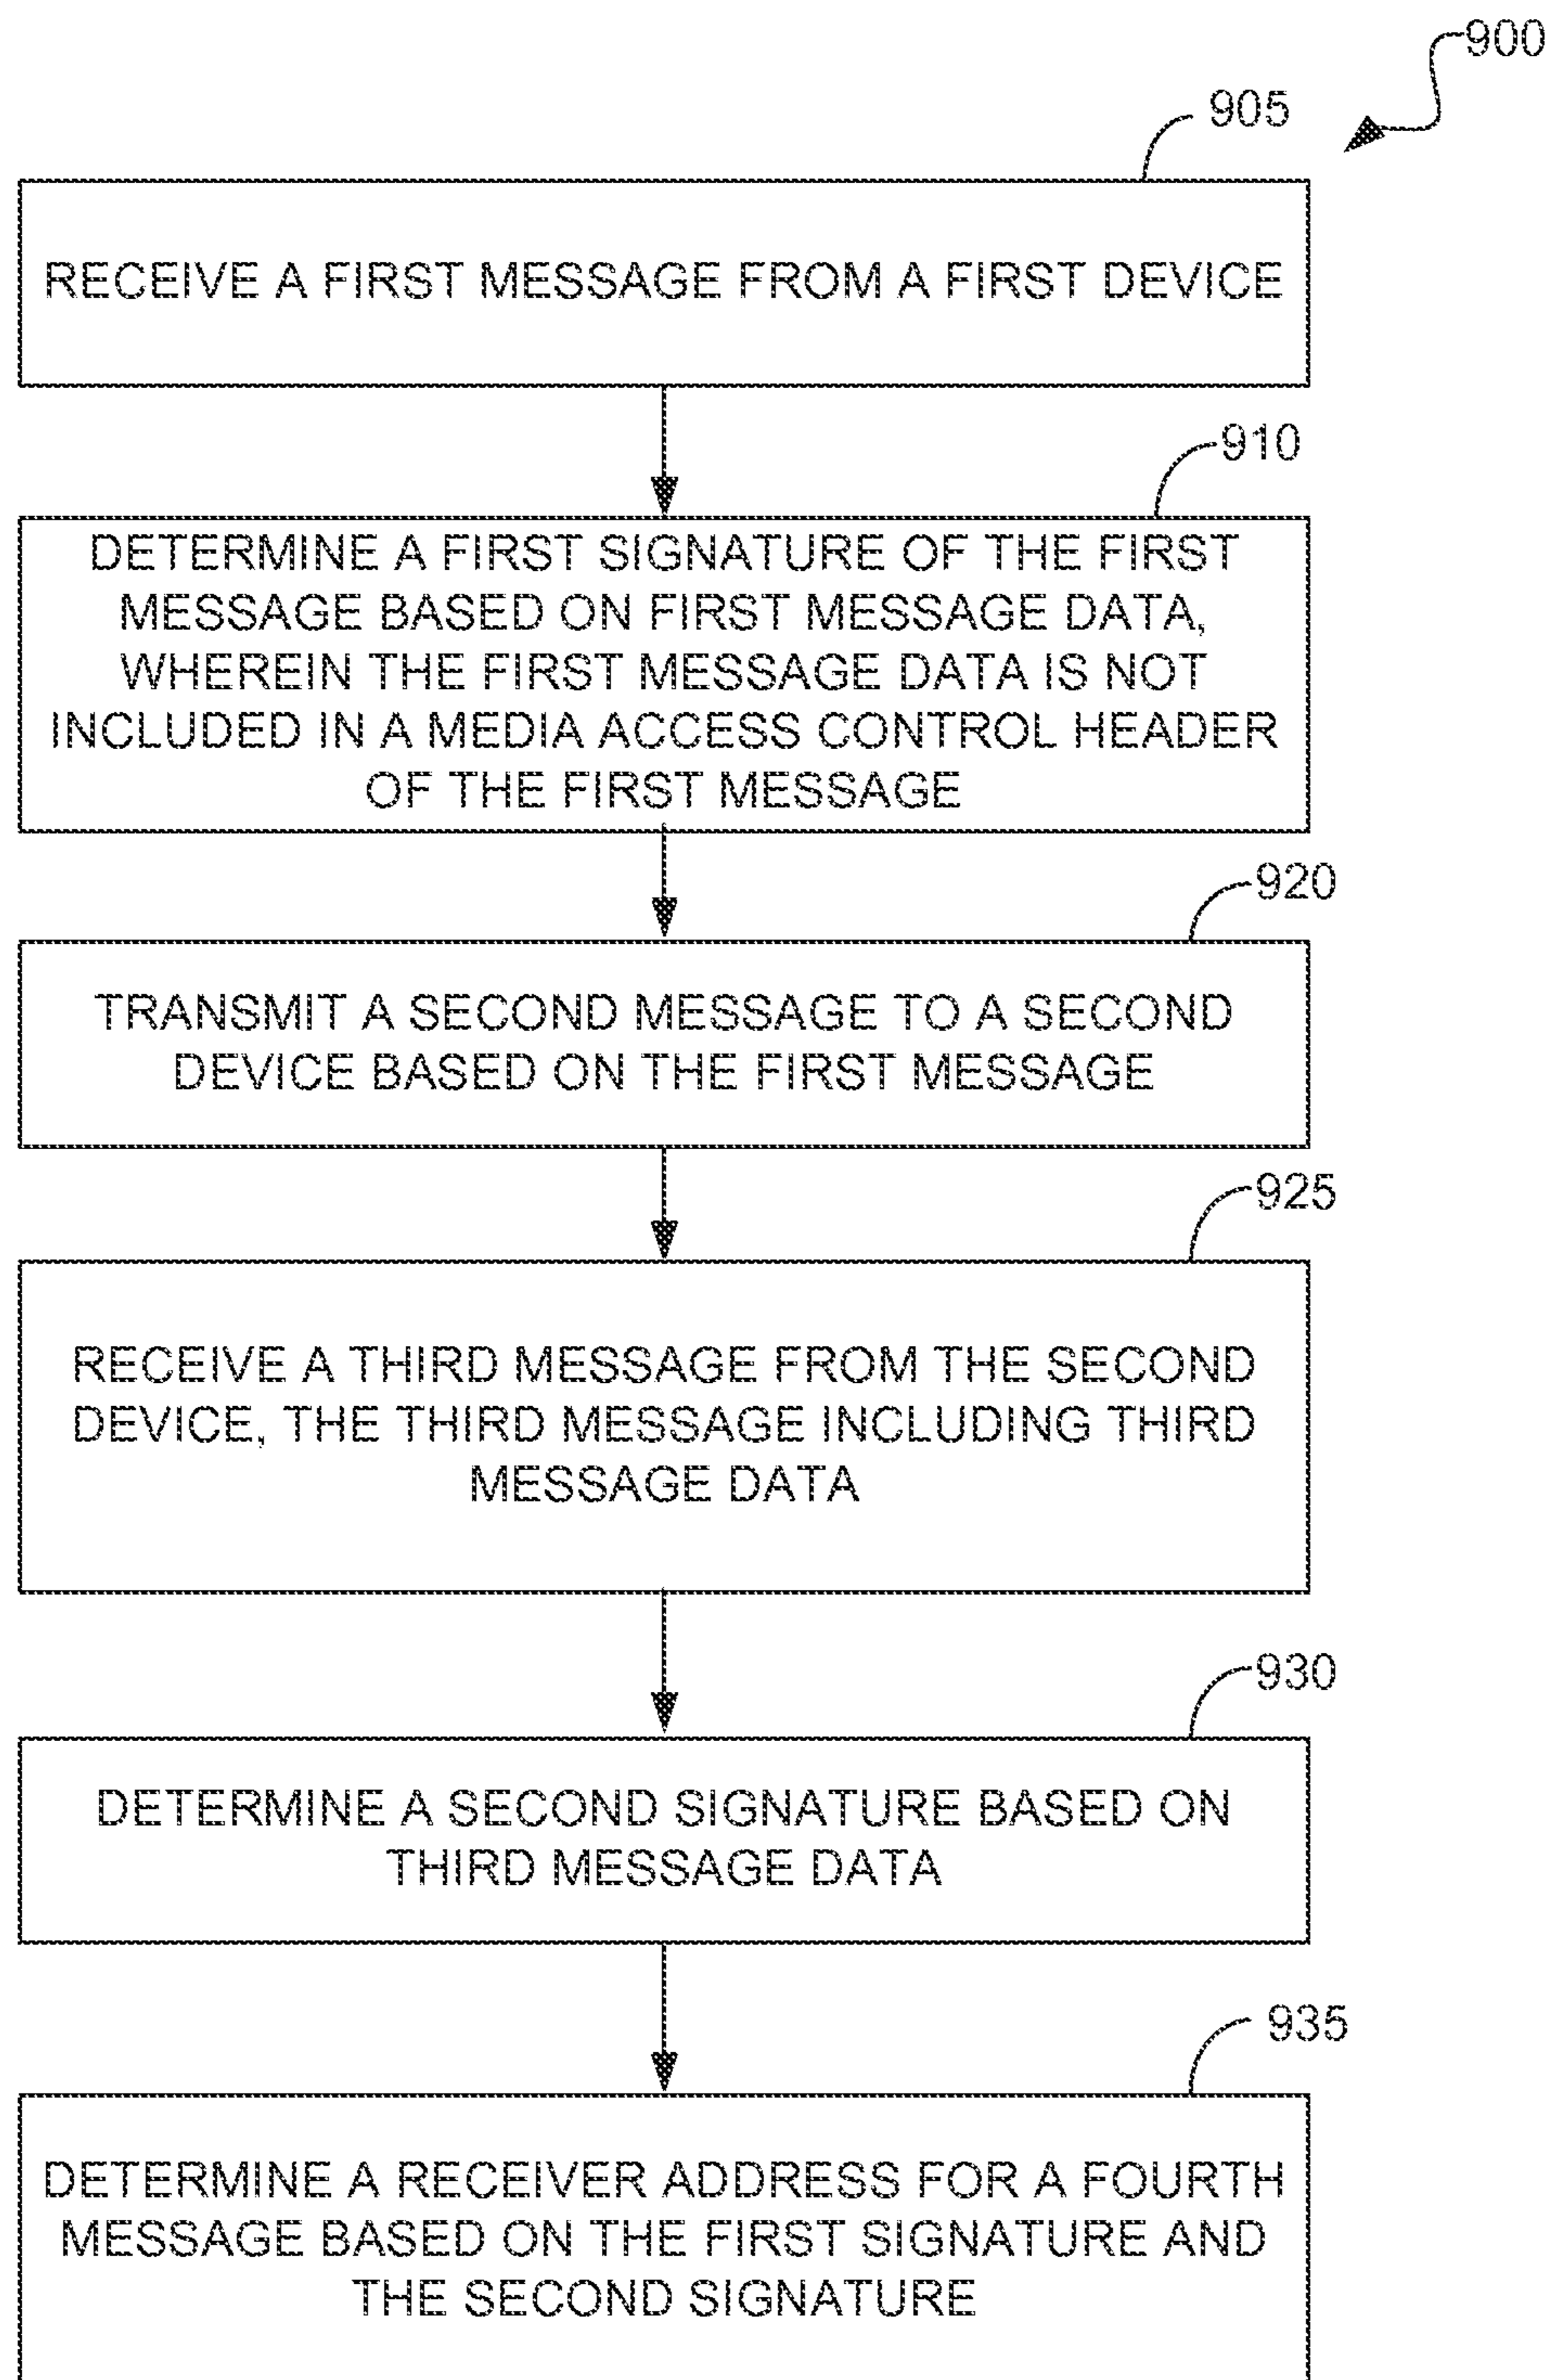 900
905
RECEIVE A FIRST MESSAGE FROM A FIRST DEVICE
910
DETERMINE A FIRST SIGNATURE OF THE FIRST
MESSAGE BASED ON FIRST MESSAGE DATA,
WHEREIN THE FIRST MESSAGE DATA IS NOT
INCLUDED IN A MEDIA ACCESS CONTROL HEADER
OF THE FIRST MESSAGE
920
TRANSMIT A SECOND MESSAGE TO A SECOND
DEVICE BASED ON THE FIRST MESSAGE
925
RECEIVE A THIRD MESSAGE FROM THE SECOND
DEVICE, THE THIRD MESSAGE INCLUDING THIRD
MESSAGE DATA
930
DETERMINE A SECOND SIGNATURE BASED ON
THIRD MESSAGE DATA
935
DETERMINE A RECEIVER ADDRESS FOR A FOURTH
MESSAGE BASED ON THE FIRST SIGNATURE AND
THE SECOND SIGNATURE